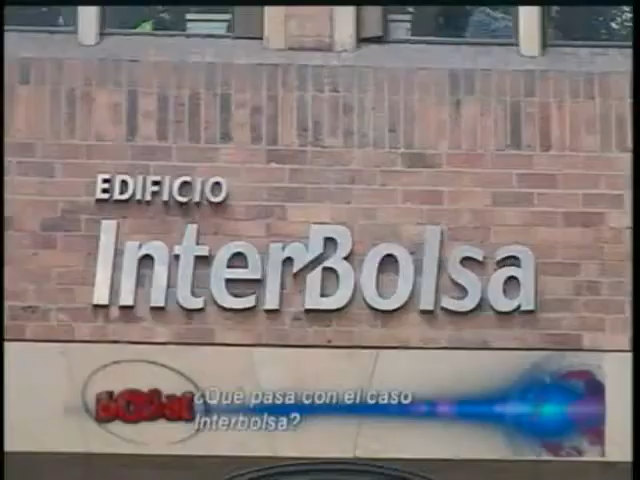 EDIFICIO
InterBolsa
¿Qué pasa con el caso
Interbolsa?